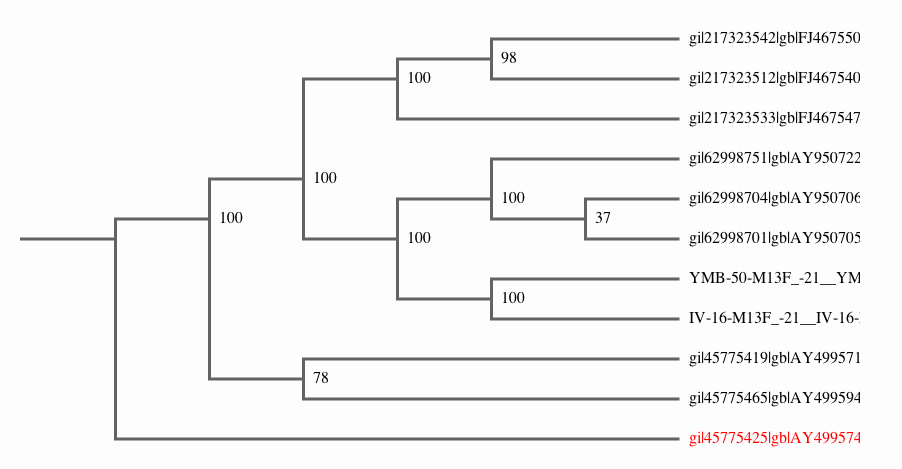 gi|217323542|gb|FJ467550
98
100
gi|217323512|gb|FJ467540
gi|217323533|gb|FJ467547
gi|62998751|gb|AY950722
100
100
gi|62998704|gb|AY950706
100
37
100
gi|62998701|gb|AY950705
YMB-50-M13F_-21__YM
100
IV-16-M13F_-21__IV-16-
gi|45775419|gb|AY499571
78
gi|45775465|gb|AY499594
gi|45775425|gb|AY499574